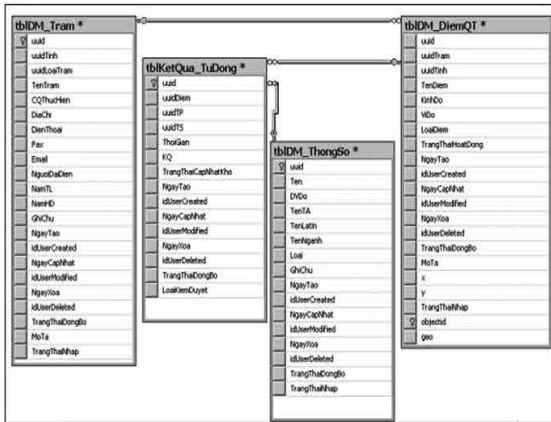 tblDM_Tram *
uuid
uuidTinh
uuidLoaiTram
TenTram
CQThucHien
DiaChi
DienThoai
Fax
Email
NguoiDaiDien
NamTL
NamHD
GhiChu
NgayTao
idUserCreated
NgayCapNhat
idUserModified
NgayXoa
idUserDeleted
TrangThaiDongBo
MoTa
TrangThaiNhap
tblKetQua_TuDong *
uuid
uuidDiem
uuidTP
uuidTS
ThoiGian
KQ
TrangThaiCapNhatKho
NgayTao
idUserCreated
NgayCapNhat
idUserModified
NgayXoa
idUserDeleted
TrangThaiDongBo
LoaiKiemDuyet
tblDM_ThongSo *
uuid
Ten
DVDo
TenTA
TenLatin
TenNganh
Loai
GhiChu
NgayTao
idUserCreated
NgayCapNhat
idUserModified
NgayXoa
idUserDeleted
TrangThaiDongBo
TrangThaiNhap
tblDM_DiemQT *
uuid
uuidTram
uuidTinh
TenDiem
KinhDo
ViDo
LoaiDiem
TrangThaiHoatDong
NgayTao
idUserCreated
NgayCapNhat
idUserModified
NgayXoa
idUserDeleted
TrangThaiDongBo
MoTa
x
y
TrangThaiNhap
objectid
geo